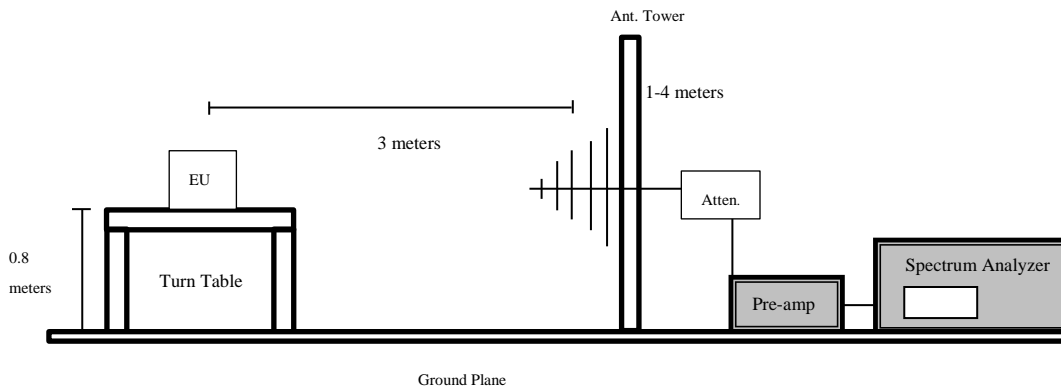 Ant. Tower
1-4 meters
3 meters
EU
Atten.
0.8
meters
Turn Table
Spectrum Analyzer
Pre-amp
Ground Plane